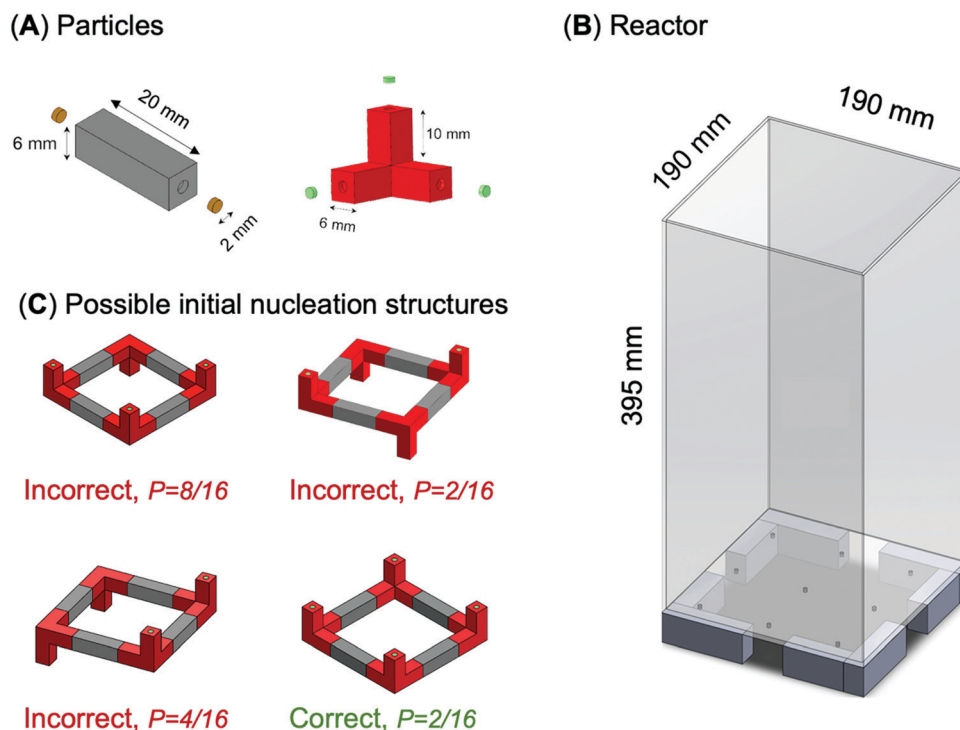 (A) Particles
20 mm
6 mm
2 mm
10 mm
6 mm
(B) Reactor
190 mm
190 mm
395 mm
(C) Possible initial nucleation structures
Incorrect, P=8/16
Incorrect, P=2/16
Incorrect, P=4/16
Correct, P=2/16